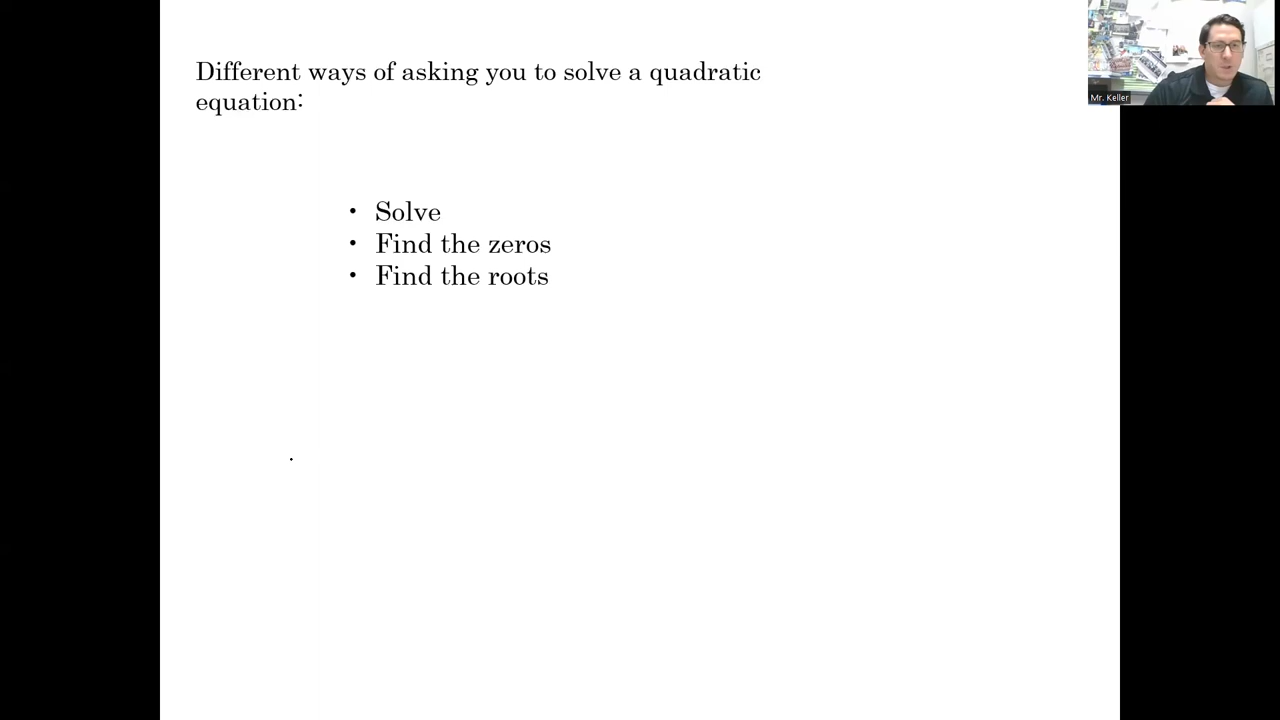 Different ways of asking you to solve a quadratic
equation:
• Solve
• Find the zeros
• Find the roots
Mr. Keller